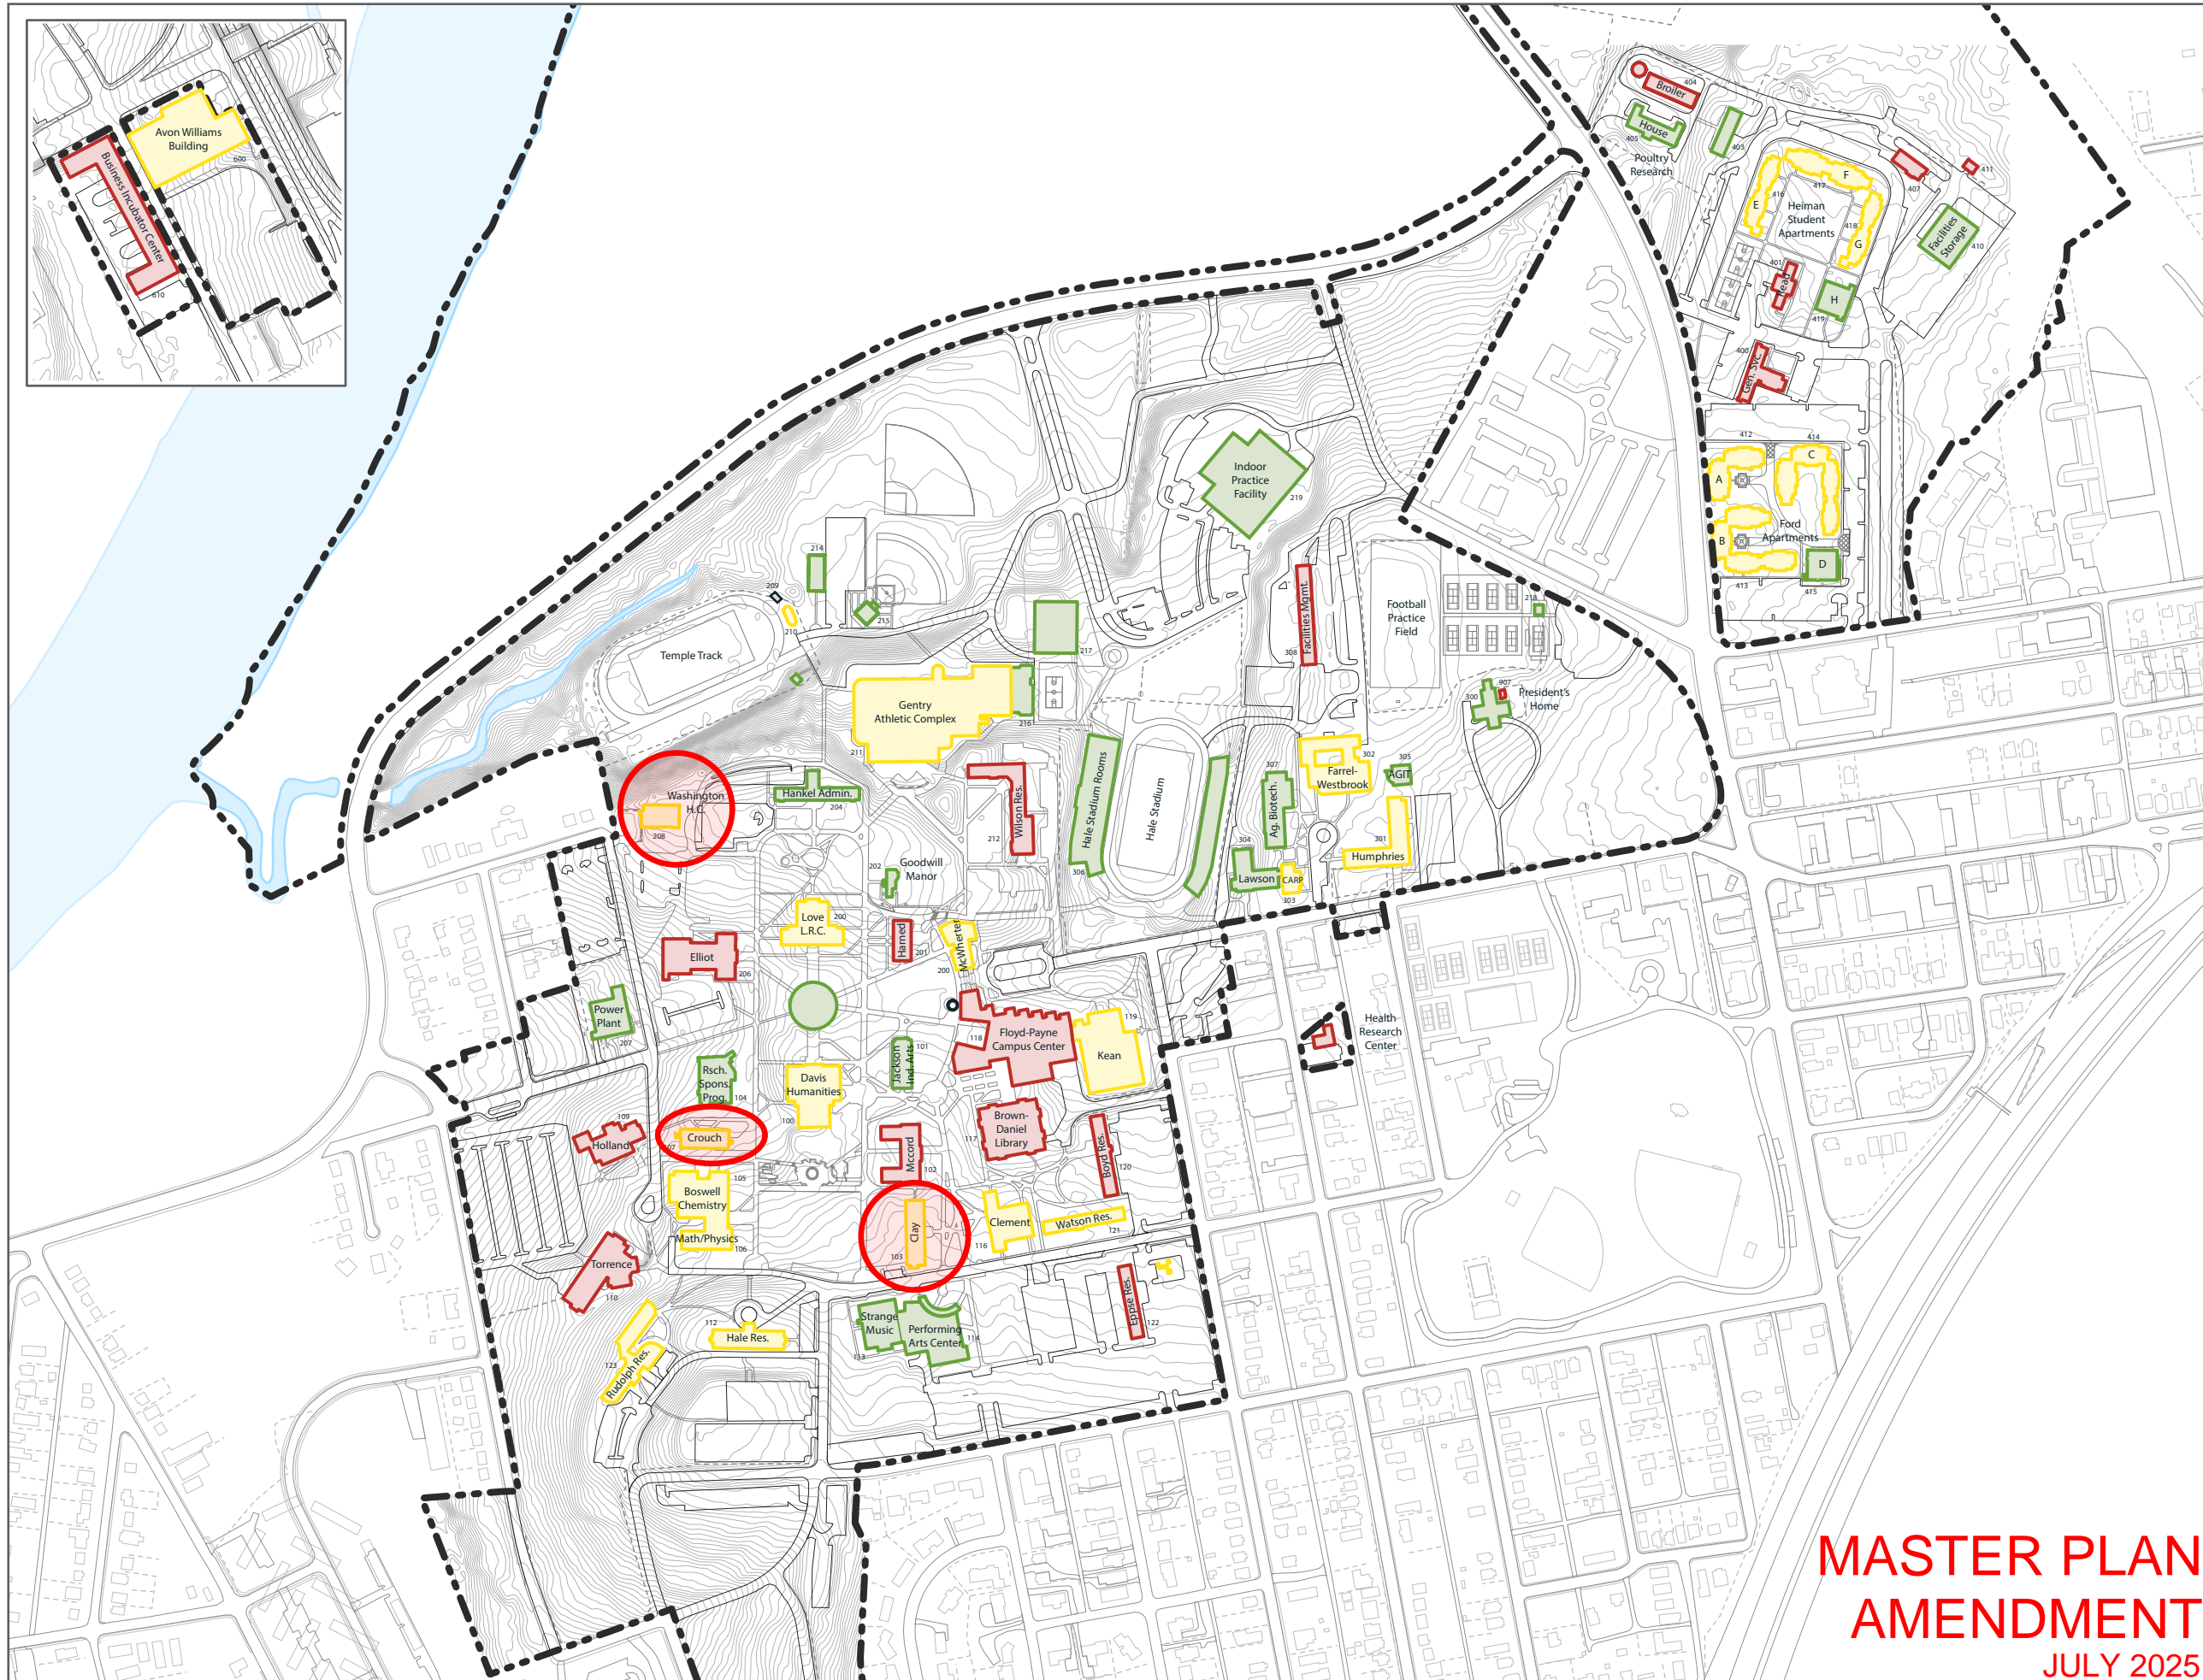 Avon Williams
Building
600
Business Incubator Center
610
Broiler
404
House
405
403
Poultry
Research
F
417
416
E
Heiman
Student
Apartments
418
G
407
411
Facilities
Storage
410
401
Read
H
419
400
Gen. Svc.
412
414
C
A
Ford
Apartments
B
D
413
415
Indoor
Practice
Facility
219
214
209
210
215
217
Temple Track
Facilities Mgmt.
308
Football
Practice
Field
218
Gentry
Athletic Complex
211
216
300
907
President's
Home
Washington
H.C.
208
Hankel Admin.
204
Wilson Res.
212
Hale Stadium Rooms
306
Hale Stadium
307
Ag. Biotech.
302
Farrel-
Westbrook
305
AGIT
301
Humphries
304
Lawson
CARP
303
202
Goodwill
Manor
Love
L.R.C.
200
Harned
201
McWherter
200
Elliot
206
Power
Plant
207
Floyd-Payne
Campus Center
118
119
Kean
Health
Research
Center
Jackson
Ind. Arts
101
Rsch.
Spons.
Prog.
104
Davis
Humanities
100
109
Holland
Crouch
107
Mccord
102
Brown-
Daniel
Library
117
Boyd Res.
120
Boswell
Chemistry
105
Math/Physics
106
Clay
103
Clement
116
Watson Res.
121
Torrence
110
112
Hale Res.
Strange
Music
113
Performing
Arts Center
114
Eppse Res.
122
123
Rudolph Res.
MASTER PLAN
AMENDMENT
JULY 2025